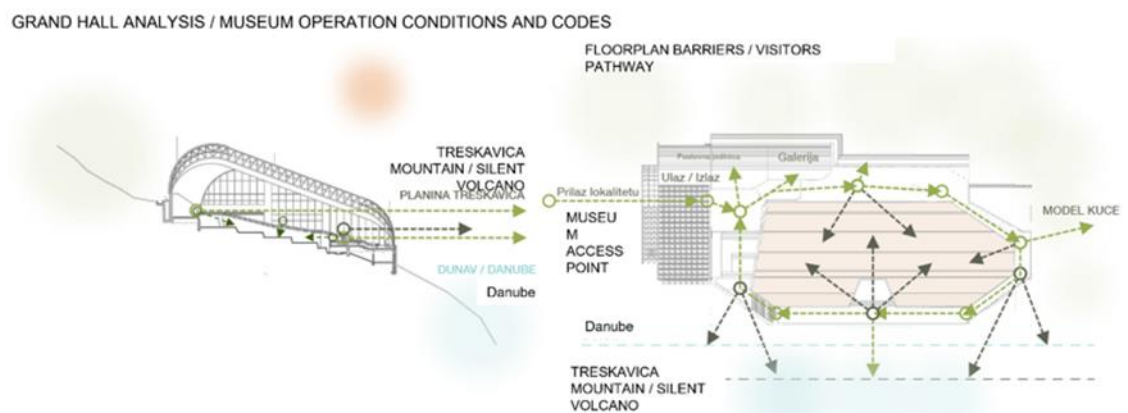 GRAND HALL ANALYSIS / MUSEUM OPERATION CONDITIONS AND CODES
FLOORPLAN BARRIERS / VISITORS
PATHWAY
TRESKAVICA
MOUNTAIN / SILENT
VOLCANO
PLANINA TRESKAVICA
DUNAV / DANUBE
Danube
Galerija
Ulaz / Izlaz
Prilaz lokalitetu
MUSEU
M
ACCESS
POINT
MODEL KUCE
Danube
TRESKAVICA
MOUNTAIN / SILENT
VOLCANO